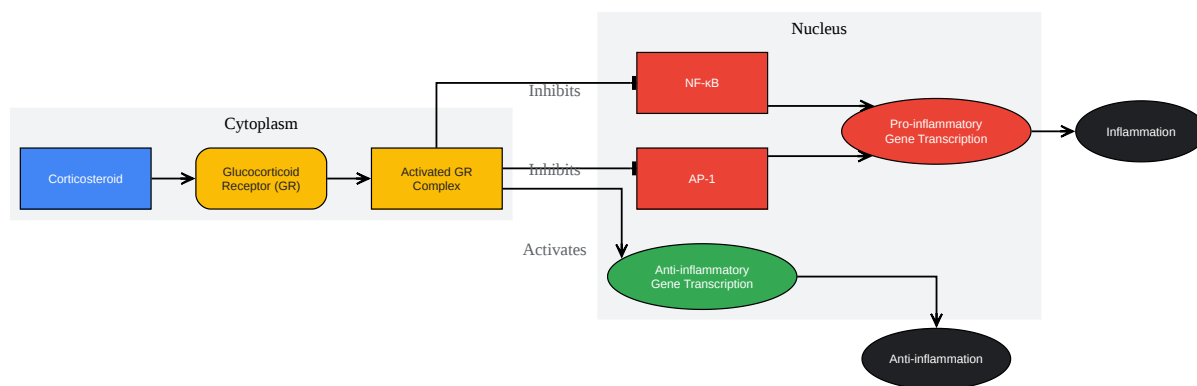 Nucleus
NF-κB
Inhibits
Cytoplasm
Pro-inflammatory
Gene Transcription
Inflammation
Corticosteroid
Glucocorticoid
Receptor (GR)
Activated GR
Complex
Inhibits
AP-1
Activates
Anti-inflammatory
Gene Transcription
Anti-inflammation